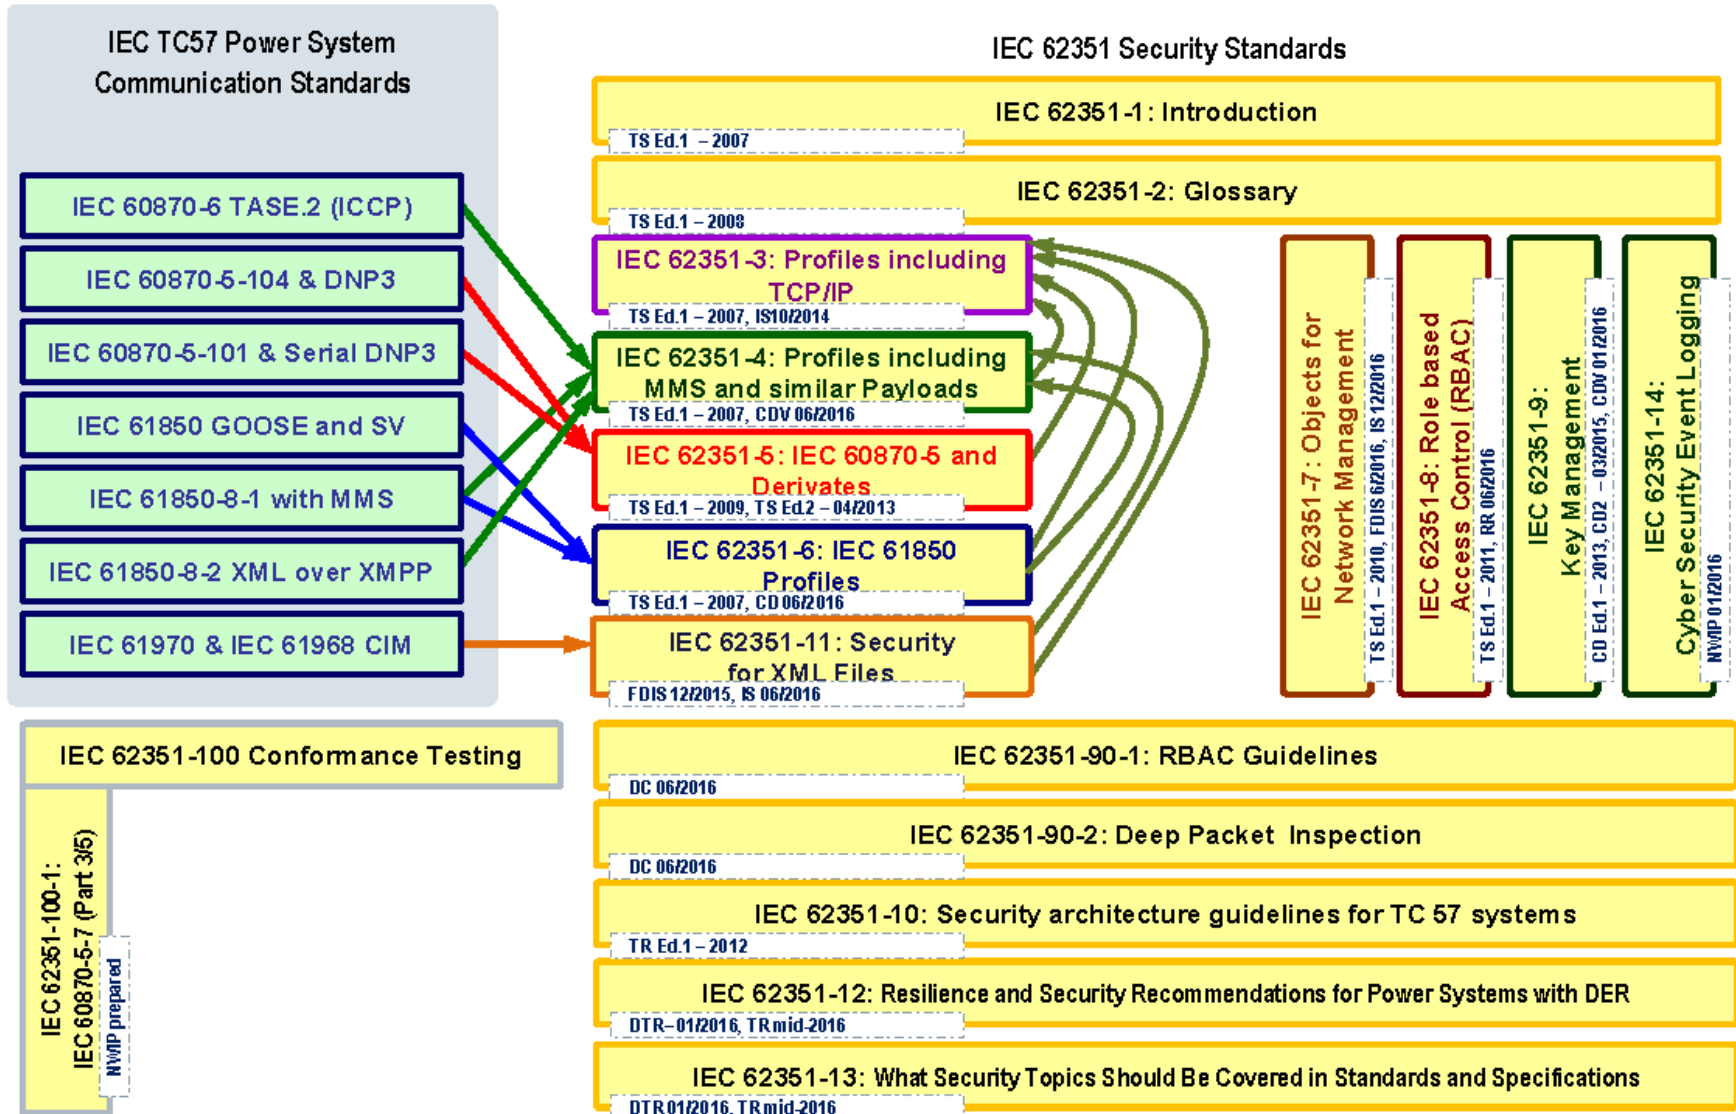 IEC TC57 Power System
Communication Standards
IEC 60870-6 TASE.2 (ICCP)
IEC 60870-5-104 & DNP3
IEC 60870-5-101 & Serial DNP3
IEC 61850 GOOSE and SV
IEC 61850-8-1 with MMS
IEC 61850-8-2 XML over XMPP
IEC 61970 & IEC 61968 CIM
IEC 62351 Security Standards
IEC 62351-1: Introduction
TS Ed.1 – 2007
IEC 62351-2: Glossary
TS Ed.1 – 2008
IEC 62351-3: Profiles including
TCP/IP
TS Ed.1 – 2007, IS10/2014
IEC 62351-4: Profiles including
MMS and similar Payloads
TS Ed.1 – 2007, CDV 06/2016
IEC 62351-5: IEC 60870-5 and
Derivates
TS Ed.1 – 2009, TS Ed.2 – 04/2013
IEC 62351-6: IEC 61850
Profiles
TS Ed.1 – 2007, CD 06/2016
IEC 62351-11: Security
for XML Files
FDIS 12/2015, IS 06/2016
IEC 62351-7: Objects for
Network Management
TS Ed.1 – 2010, FDIS 6/2016, IS 12/2016
IEC 62351-8: Role based
Access Control (RBAC)
TS Ed.1 – 2011, RR 06/2016
IEC 62351-9:
Key Management
CD Ed.1 – 2013, CD2 – 03/2015, CDV 01/2016
IEC 62351-14:
Cyber Security Event Logging
NWIP 01/2016
IEC 62351-100 Conformance Testing
IEC 62351-100-1:
IEC 60870-5-7 (Part 3/5)
NWIP prepared
IEC 62351-90-1: RBAC Guidelines
DC 06/2016
IEC 62351-90-2: Deep Packet Inspection
DC 06/2016
IEC 62351-10: Security architecture guidelines for TC 57 systems
TR Ed.1 – 2012
IEC 62351-12: Resilience and Security Recommendations for Power Systems with DER
DTR– 01/2016, TR mid-2016
IEC 62351-13: What Security Topics Should Be Covered in Standards and Specifications
DTR 01/2016, TR mid-2016